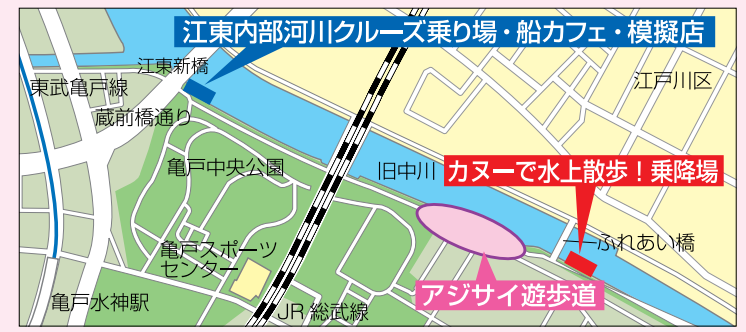 江東内部河川クルーズ乗り場・船カフェ・模擬店
江東新橋
東武亀戸線
江戸川区
蔵前橋通り
亀戸中央公園
旧中川
カヌーで水上散歩！乗降場
ふれあい橋
亀戸スポーツ
センター
アジサイ遊歩道
亀戸水神駅
JR 総武線